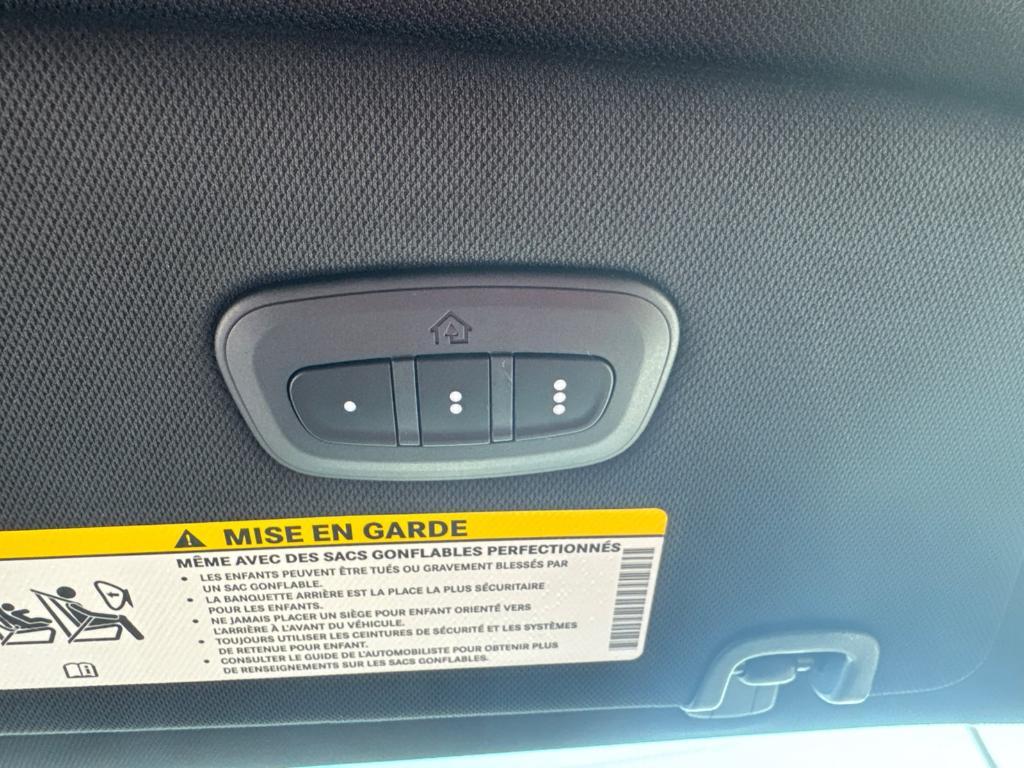 MISE EN GARDE
MÊME AVEC DES SACS GONFLABLES PERFECTIONNÉS
• LES ENFANTS PEUVENT ÊTRE TUÉS OU GRAVEMENT BLESSÉS PAR
UN SAC GONFLABLE.
• LA BANQUETTE ARRIÈRE EST LA PLACE LA PLUS SÉCURITAIRE
POUR LES ENFANTS.
• NE JAMAIS PLACER UN SIÈGE POUR ENFANT ORIENTÉ VERS
L'ARRIÈRE À L'AVANT DU VÉHICULE.
• TOUJOURS UTILISER LES CEINTURES DE SÉCURITÉ ET LES SYSTÈMES
DE RETENUE POUR ENFANT.
• CONSULTER LE GUIDE DE L'AUTOMOBILISTE POUR OBTENIR PLUS
DE RENSEIGNEMENTS SUR LES SACS GONFLABLES.